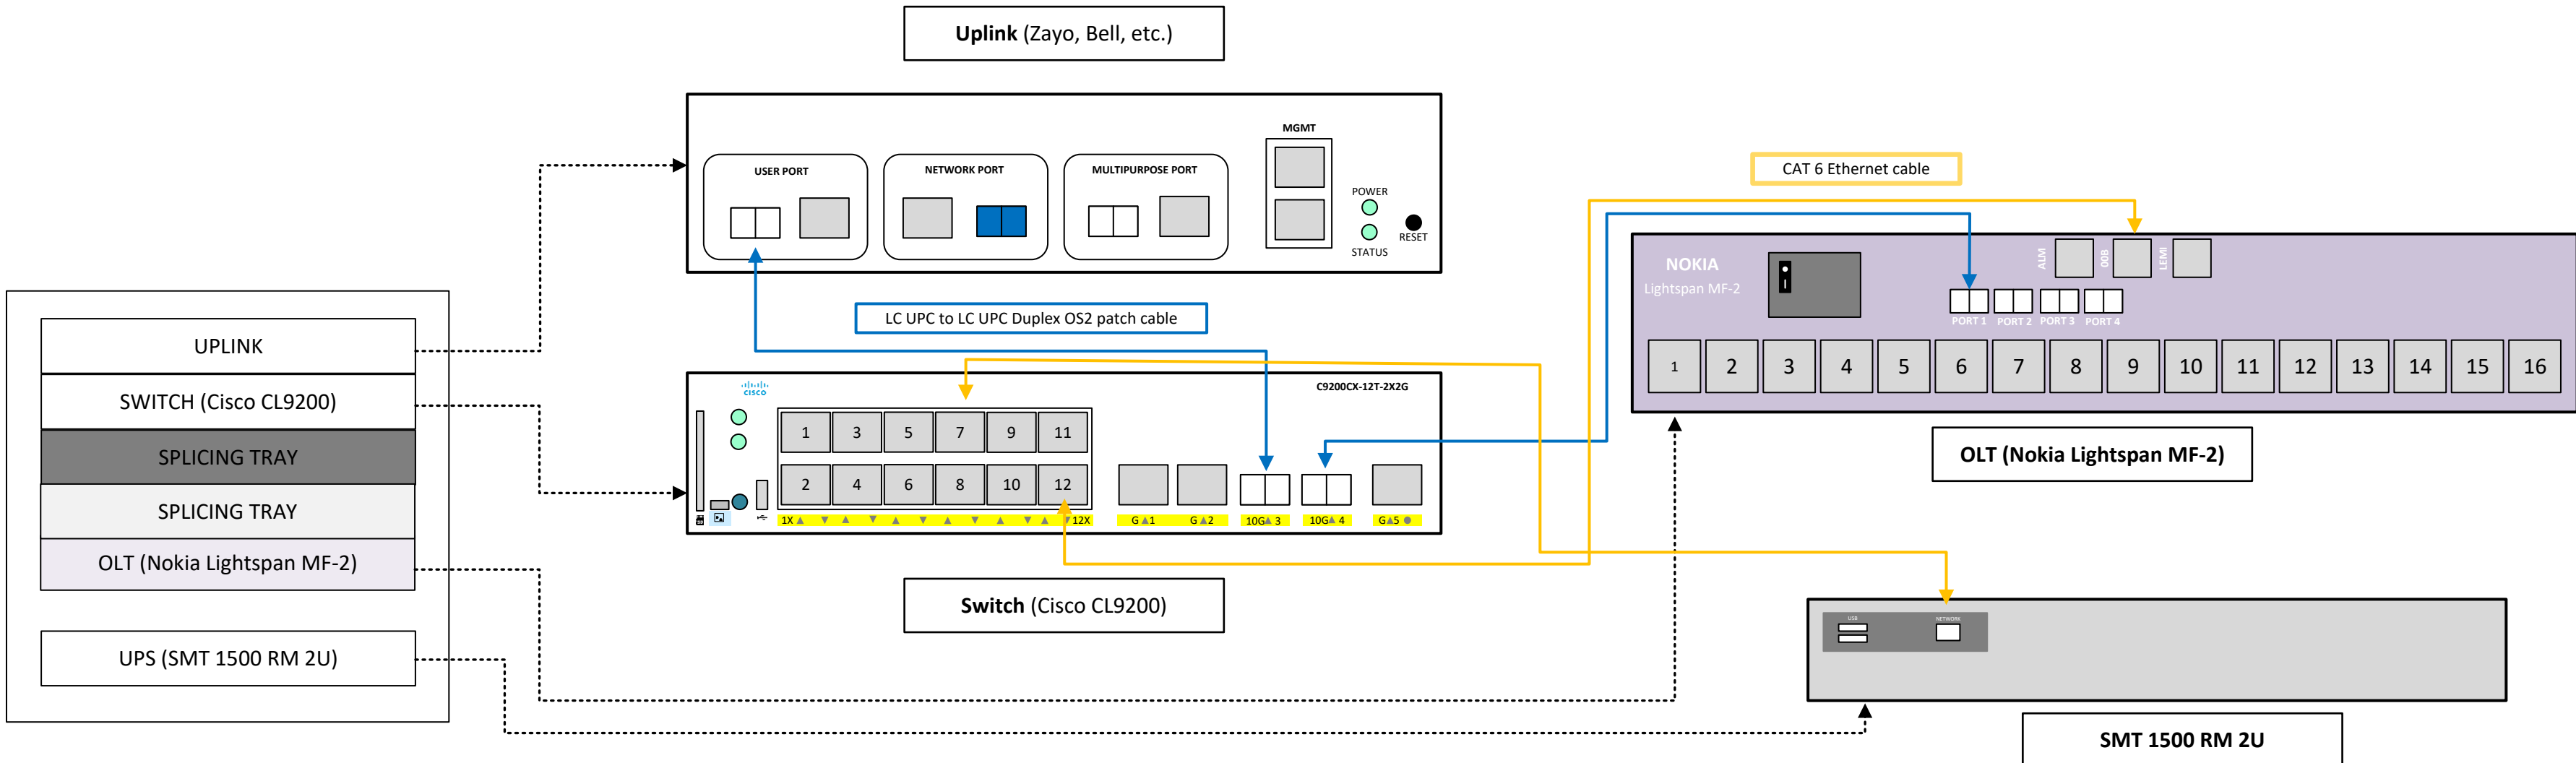 Uplink (Zayo, Bell, etc.)
MGMT
USER PORT
NETWORK PORT
MULTIPURPOSE PORT
POWER
STATUS
RESET
CAT 6 Ethernet cable
NOKIA
Lightspan MF-2
ALM
OOB
LEMI
PORT 1
PORT 2
PORT 3
PORT 4
1 2 3 4 5 6 7 8 9 10 11 12 13 14 15 16
OLT (Nokia Lightspan MF-2)
LC UPC to LC UPC Duplex OS2 patch cable
UPLINK
SWITCH (Cisco CL9200)
SPLICING TRAY
SPLICING TRAY
OLT (Nokia Lightspan MF-2)
UPS (SMT 1500 RM 2U)
CISCO
C9200CX-12T-2X2G
1 3 5 7 9 11
2 4 6 8 10 12
1X ▲ ▼ ▲ ▼ ▲ ▼ ▲ ▼ ▲ ▼ ▲ ▼ 12X
G ▲1
G ▲2
10G▲ 3
10G▲ 4
G▲5 ●
Switch (Cisco CL9200)
USB
NETWORK
SMT 1500 RM 2U